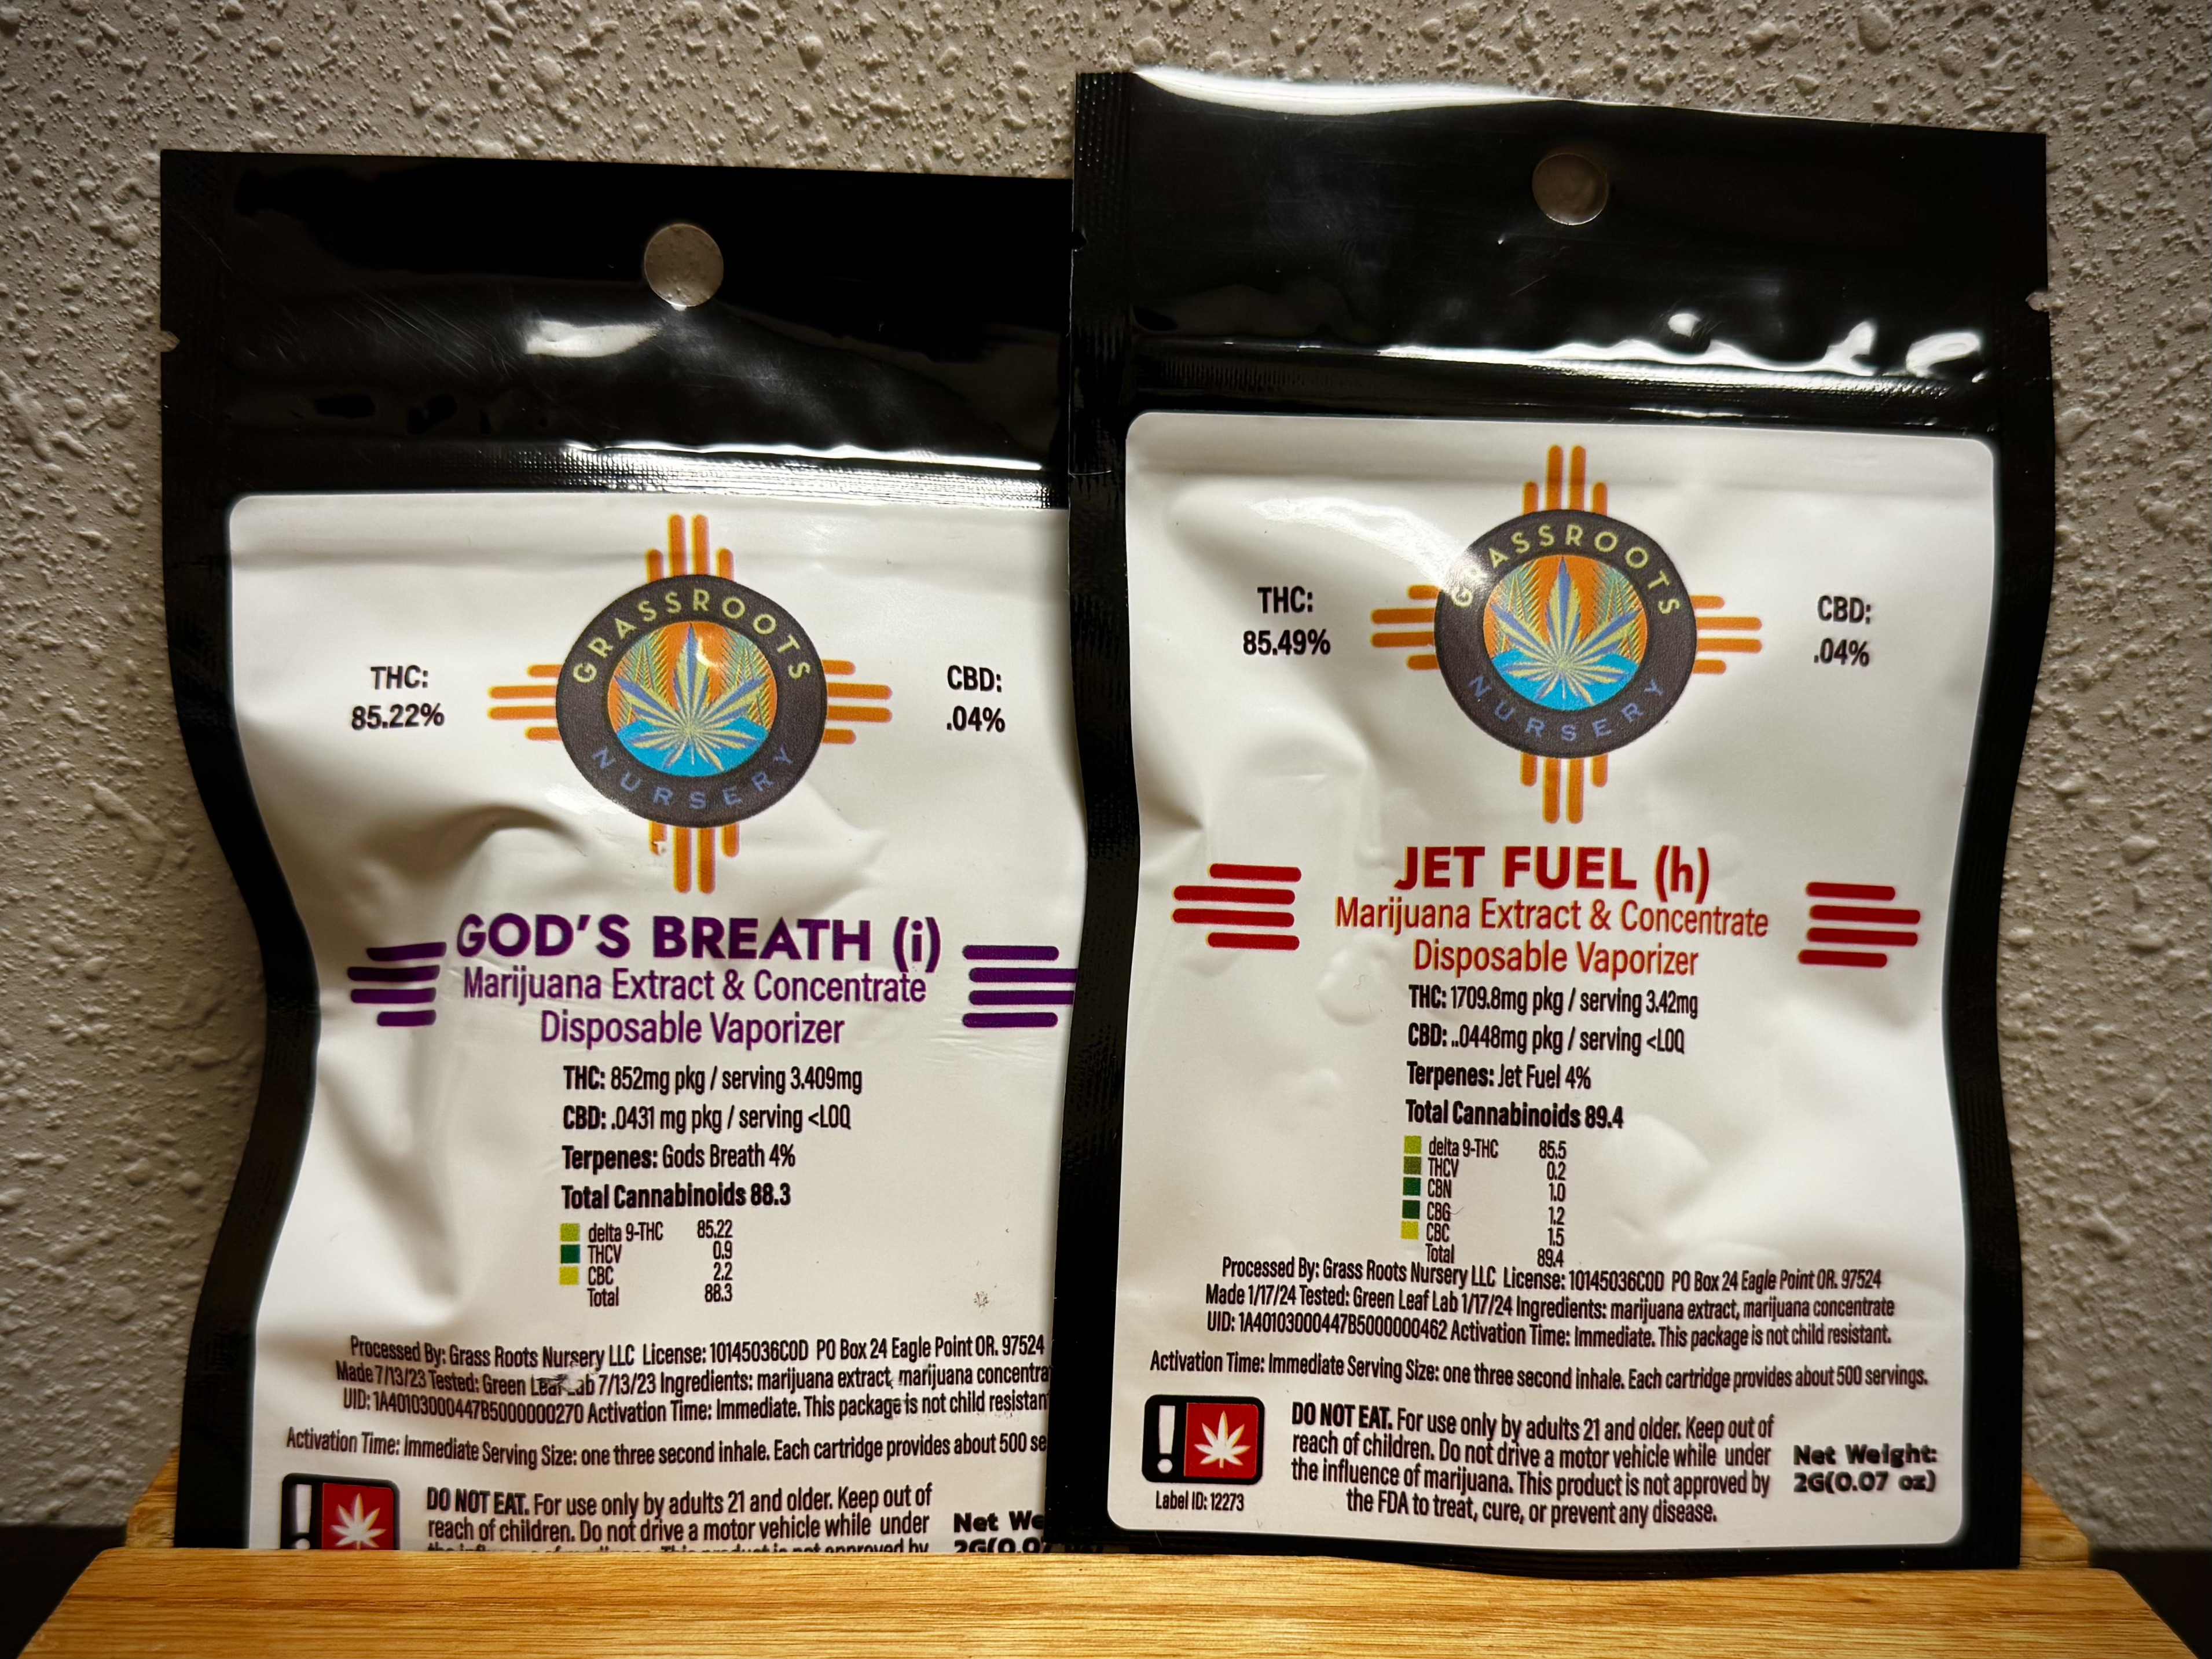 GRASSROOTS
NURSERY
THC:
85.22%
CBD:
.04%
GOD'S BREATH (i)
Marijuana Extract & Concentrate
Disposable Vaporizer
THC: 852mg pkg / serving 3.409mg
CBD: .0431 mg pkg / serving <LOQ
Terpenes: Gods Breath 4%
Total Cannabinoids 88.3
delta 9-THC 85.22
THCV 0.9
CBC 2.2
Total 88.3
Processed By: Grass Roots Nursery LLC License: 10145036C0D PO Box 24 Eagle Point OR. 97524
Made 7/13/23 Tested: Green Leaf Lab 7/13/23 Ingredients: marijuana extract, marijuana concentra
UID: 1A40103000447B5000000270 Activation Time: Immediate. This package is not child resistan
Activation Time: Immediate Serving Size: one three second inhale. Each cartridge provides about 500 se
DO NOT EAT. For use only by adults 21 and older. Keep out of
reach of children. Do not drive a motor vehicle while under
Net We
2G(0.07
GRASSROOTS
NURSERY
THC:
85.49%
CBD:
.04%
JET FUEL (h)
Marijuana Extract & Concentrate
Disposable Vaporizer
THC: 1709.8mg pkg / serving 3.42mg
CBD: ..0448mg pkg / serving <LOQ
Terpenes: Jet Fuel 4%
Total Cannabinoids 89.4
delta 9-THC 85.5
THCV 0.2
CBN 1.0
CBG 1.2
CBC 1.5
Total 89.4
Processed By: Grass Roots Nursery LLC License: 10145036C0D PO Box 24 Eagle Point OR. 97524
Made 1/17/24 Tested: Green Leaf Lab 1/17/24 Ingredients: marijuana extract, marijuana concentrate
UID: 1A40103000447B5000000462 Activation Time: Immediate. This package is not child resistant.
Activation Time: Immediate Serving Size: one three second inhale. Each cartridge provides about 500 servings.
!
Label ID: 12273
DO NOT EAT. For use only by adults 21 and older. Keep out of
reach of children. Do not drive a motor vehicle while under
the influence of marijuana. This product is not approved by
the FDA to treat, cure, or prevent any disease.
Net Weight:
2G(0.07 oz)